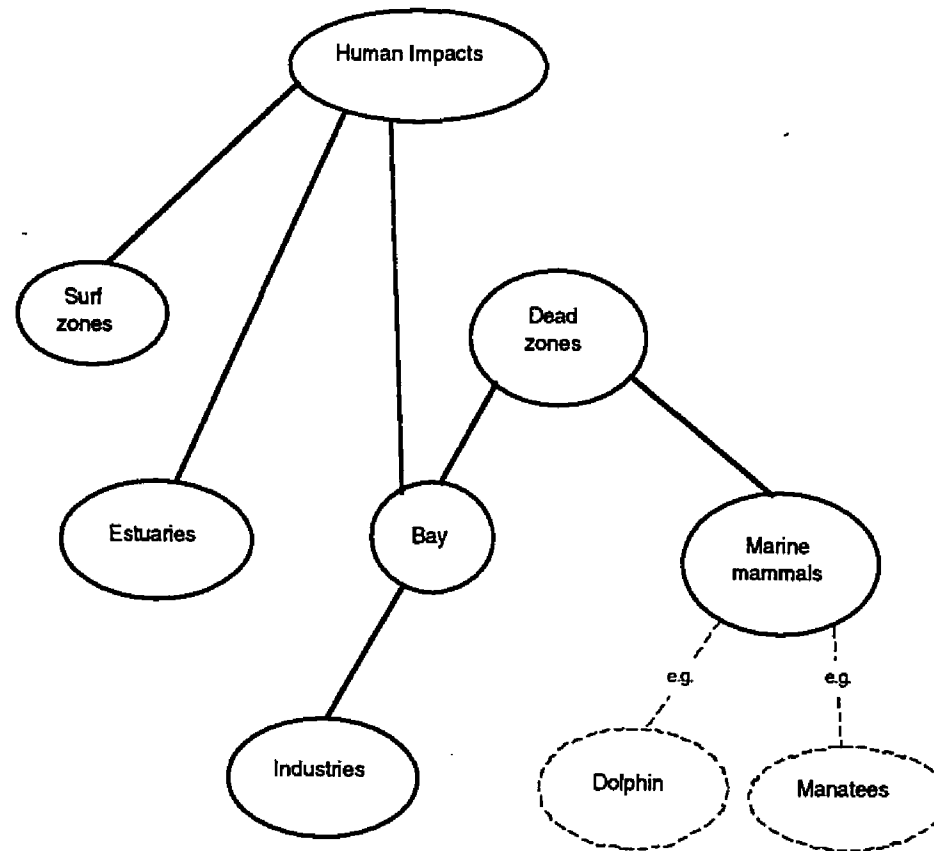 Human Impacts
Surf
zones
Dead
zones
Estuaries
Bay
Marine
mammals
e.g.
e.g.
Industries
Dolphin
Manatees